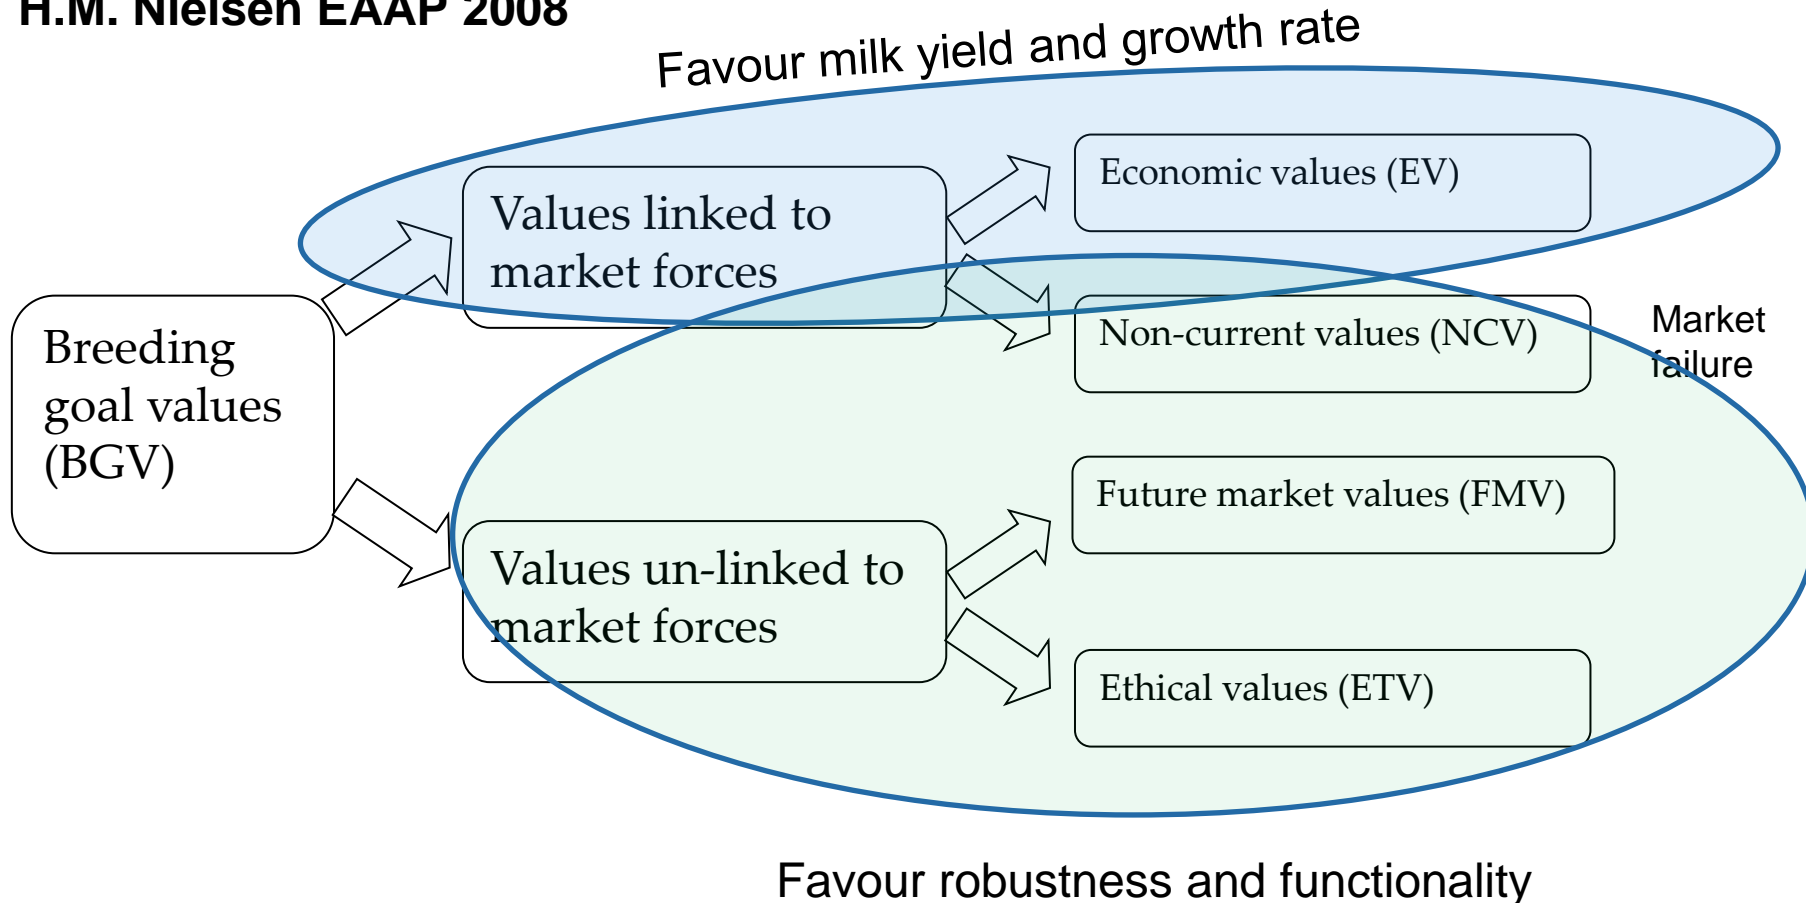 H.M. Nielsen EAAP 2008
Favour milk yield and growth rate
Economic values (EV)
Values linked to
market forces
Non-current values (NCV)
Market
failure
Breeding
goal values
(BGV)
Future market values (FMV)
Values un-linked to
market forces
Ethical values (ETV)
Favour robustness and functionality